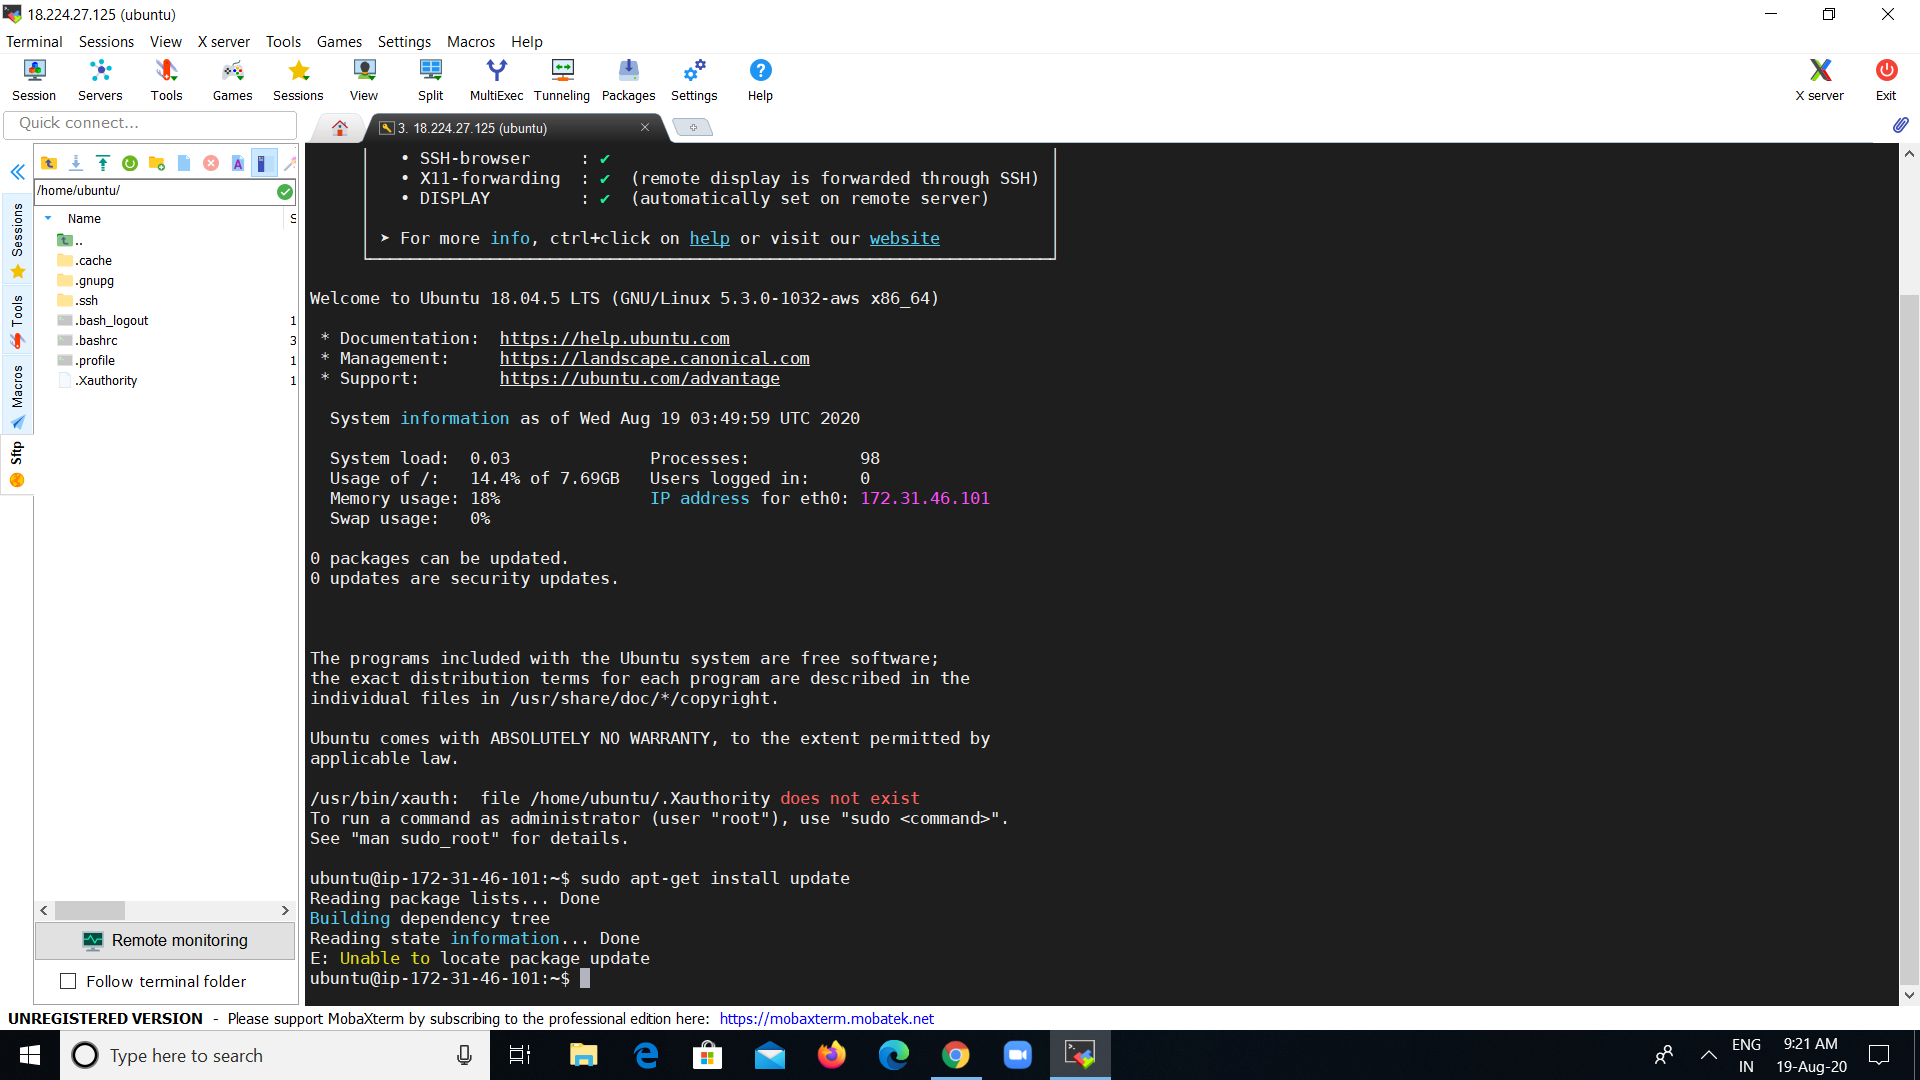 18.224.27.125 (ubuntu)
Terminal Sessions View X server Tools Games Settings Macros Help
Session Servers Tools Games Sessions View Split MultiExec Tunneling Packages Settings Help X server Exit
Quick connect...
3. 18.224.27.125 (ubuntu)
/home/ubuntu/
Name S
..
.cache
.gnupg
.ssh
.bash_logout 1
.bashrc 3
.profile 1
.Xauthority 1
Sessions
Tools
Macros
Sftp
Remote monitoring
Follow terminal folder
• SSH-browser : ✔
• X11-forwarding : ✔ (remote display is forwarded through SSH)
• DISPLAY : ✔ (automatically set on remote server)
➤ For more info, ctrl+click on help or visit our website
Welcome to Ubuntu 18.04.5 LTS (GNU/Linux 5.3.0-1032-aws x86_64)
* Documentation: https://help.ubuntu.com
* Management: https://landscape.canonical.com
* Support: https://ubuntu.com/advantage
System information as of Wed Aug 19 03:49:59 UTC 2020
System load: 0.03 Processes: 98
Usage of /: 14.4% of 7.69GB Users logged in: 0
Memory usage: 18% IP address for eth0: 172.31.46.101
Swap usage: 0%
0 packages can be updated.
0 updates are security updates.
The programs included with the Ubuntu system are free software;
the exact distribution terms for each program are described in the
individual files in /usr/share/doc/*/copyright.
Ubuntu comes with ABSOLUTELY NO WARRANTY, to the extent permitted by
applicable law.
/usr/bin/xauth: file /home/ubuntu/.Xauthority does not exist
To run a command as administrator (user "root"), use "sudo <command>".
See "man sudo_root" for details.
ubuntu@ip-172-31-46-101:~$ sudo apt-get install update
Reading package lists... Done
Building dependency tree
Reading state information... Done
E: Unable to locate package update
ubuntu@ip-172-31-46-101:~$
UNREGISTERED VERSION - Please support MobaXterm by subscribing to the professional edition here: https://mobaxterm.mobatek.net
Type here to search
ENG
IN
9:21 AM
19-Aug-20